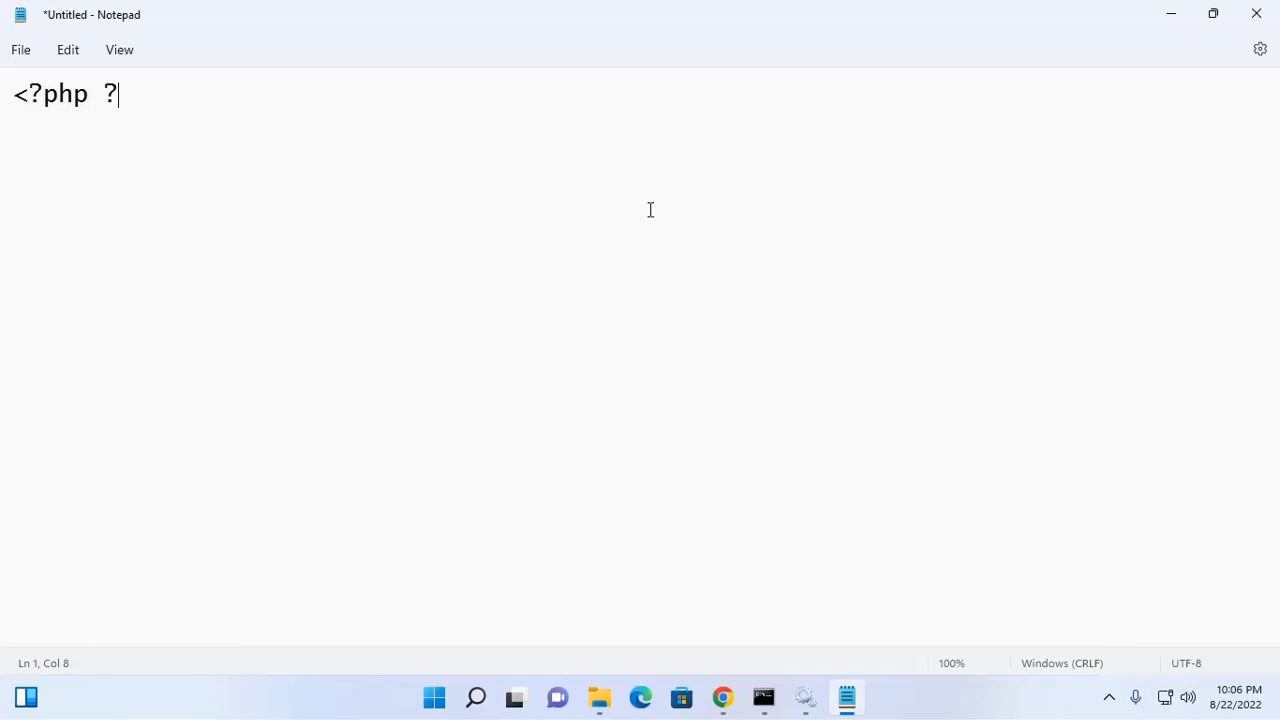 *Untitled - Notepad
File Edit View
<?php ?
Ln 1, Col 8 100% Windows (CRLF) UTF-8
10:06 PM
8/22/2022